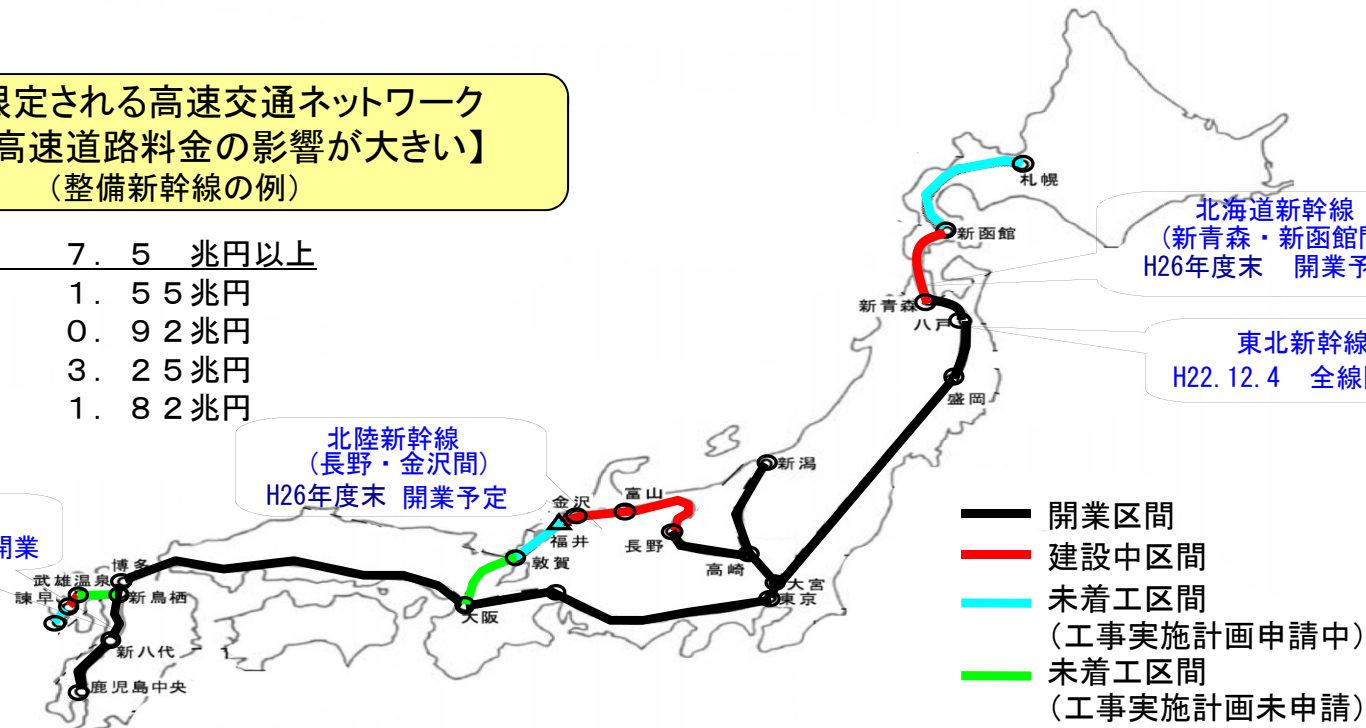 限定される高速交通ネットワーク
高速道路料金の影響が大きい】
(整備新幹線の例)
7. 5 兆円以上
1. 55兆円
0. 92兆円
3. 25兆円
1. 82兆円
札幌
新函館
北海道新幹線
(新青森・新函館間
H26年度末 開業予
新青森
八戸
東北新幹線
H22.12.4 全線開
盛岡
北陸新幹線
(長野・金沢間)
H26年度末 開業予定
新潟
金沢
富山
福井
長野
敦賀
高崎
大宮
東京
大阪
開業
博多
武雄温泉
諫早
新鳥栖
新八代
鹿児島中央
開業区間
建設中区間
未着工区間
(工事実施計画申請中)
未着工区間
(工事実施計画未申請)